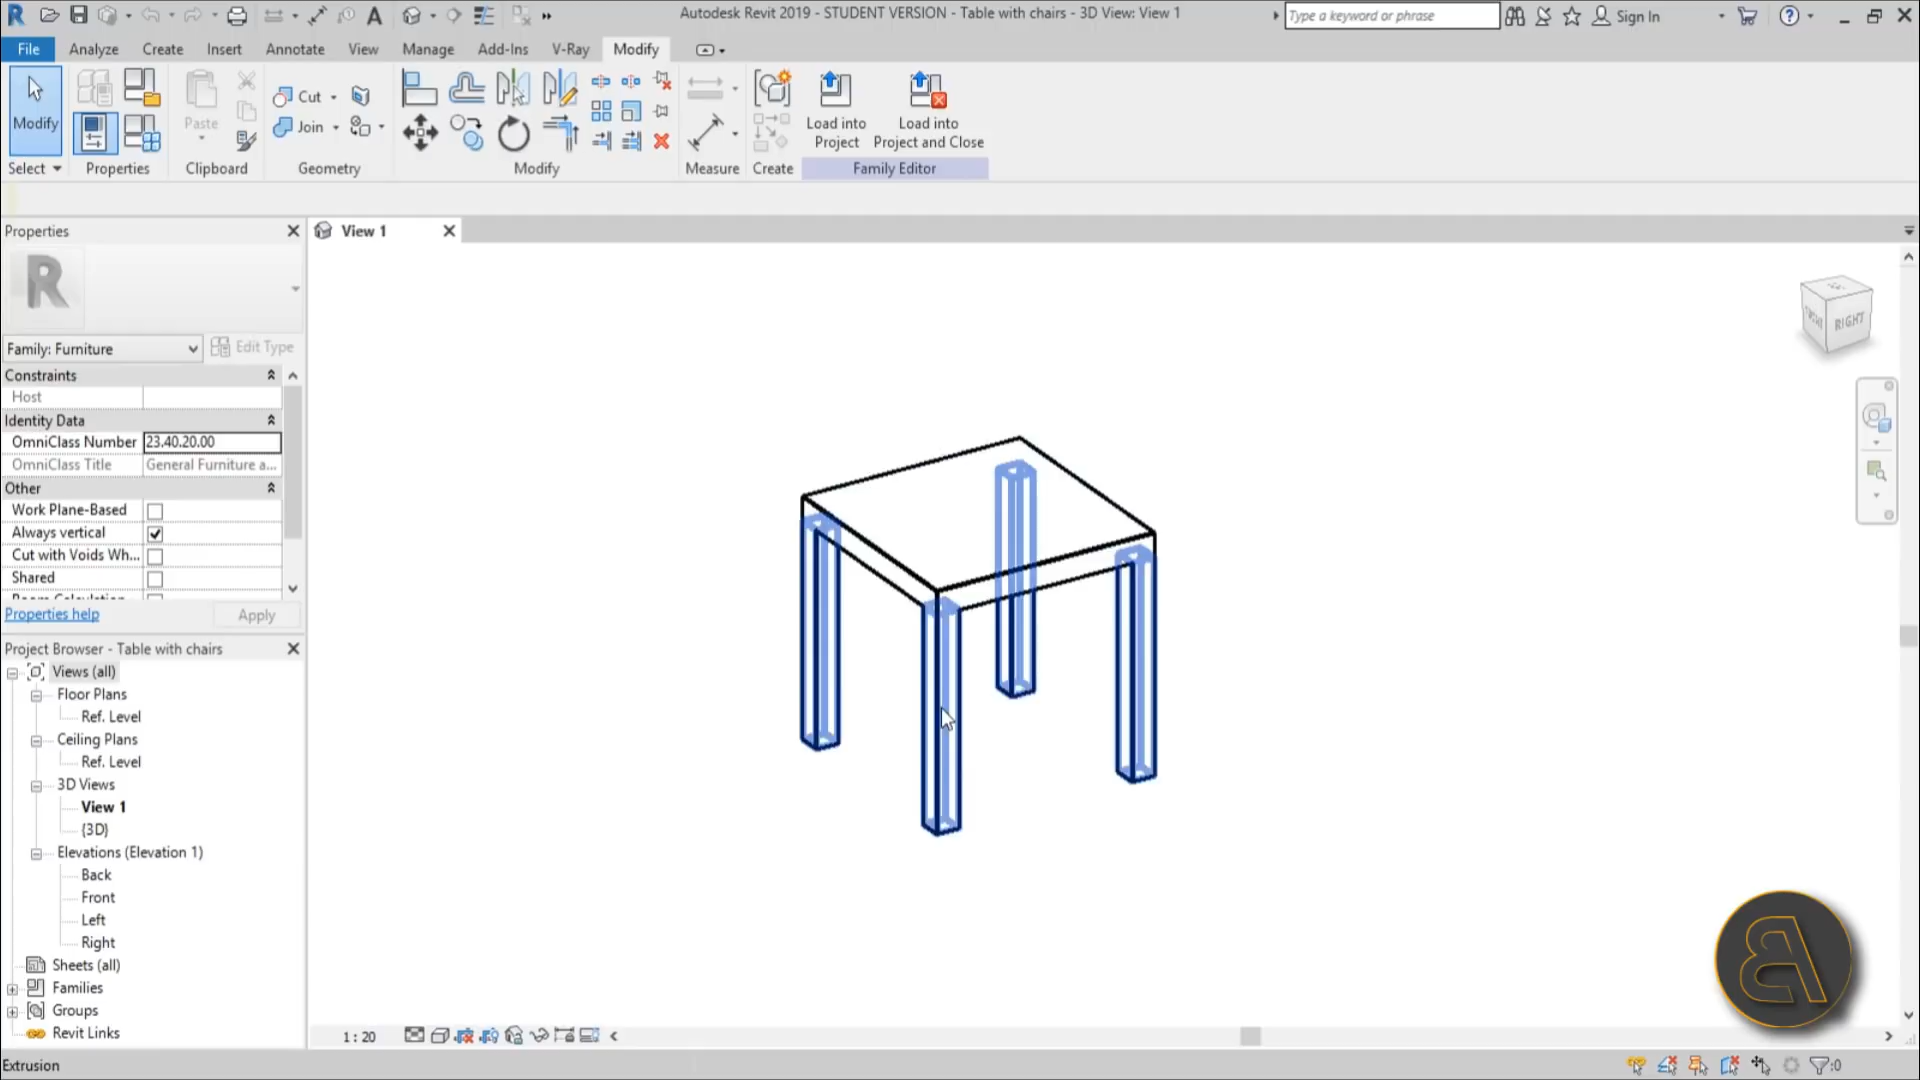 Autodesk Revit 2019 - STUDENT VERSION - Table with chairs - 3D View: View 1
Type a keyword or phrase
Sign In
File
Analyze
Create
Insert
Annotate
View
Manage
Add-Ins
V-Ray
Modify
Modify
Paste
Cut
Join
Load into
Project
Load into
Project and Close
Select
Properties
Clipboard
Geometry
Modify
Measure
Create
Family Editor
Properties
View 1
Family: Furniture
Edit Type
Constraints
Host
Identity Data
OmniClass Number 23.40.20.00
OmniClass Title General Furniture a...
Other
Work Plane-Based
Always vertical
Cut with Voids Wh...
Shared
Properties help
Apply
Project Browser - Table with chairs
Views (all)
Floor Plans
Ref. Level
Ceiling Plans
Ref. Level
3D Views
View 1
{3D}
Elevations (Elevation 1)
Back
Front
Left
Right
Sheets (all)
Families
Groups
Revit Links
RIGHT
1 : 20
Extrusion
:0